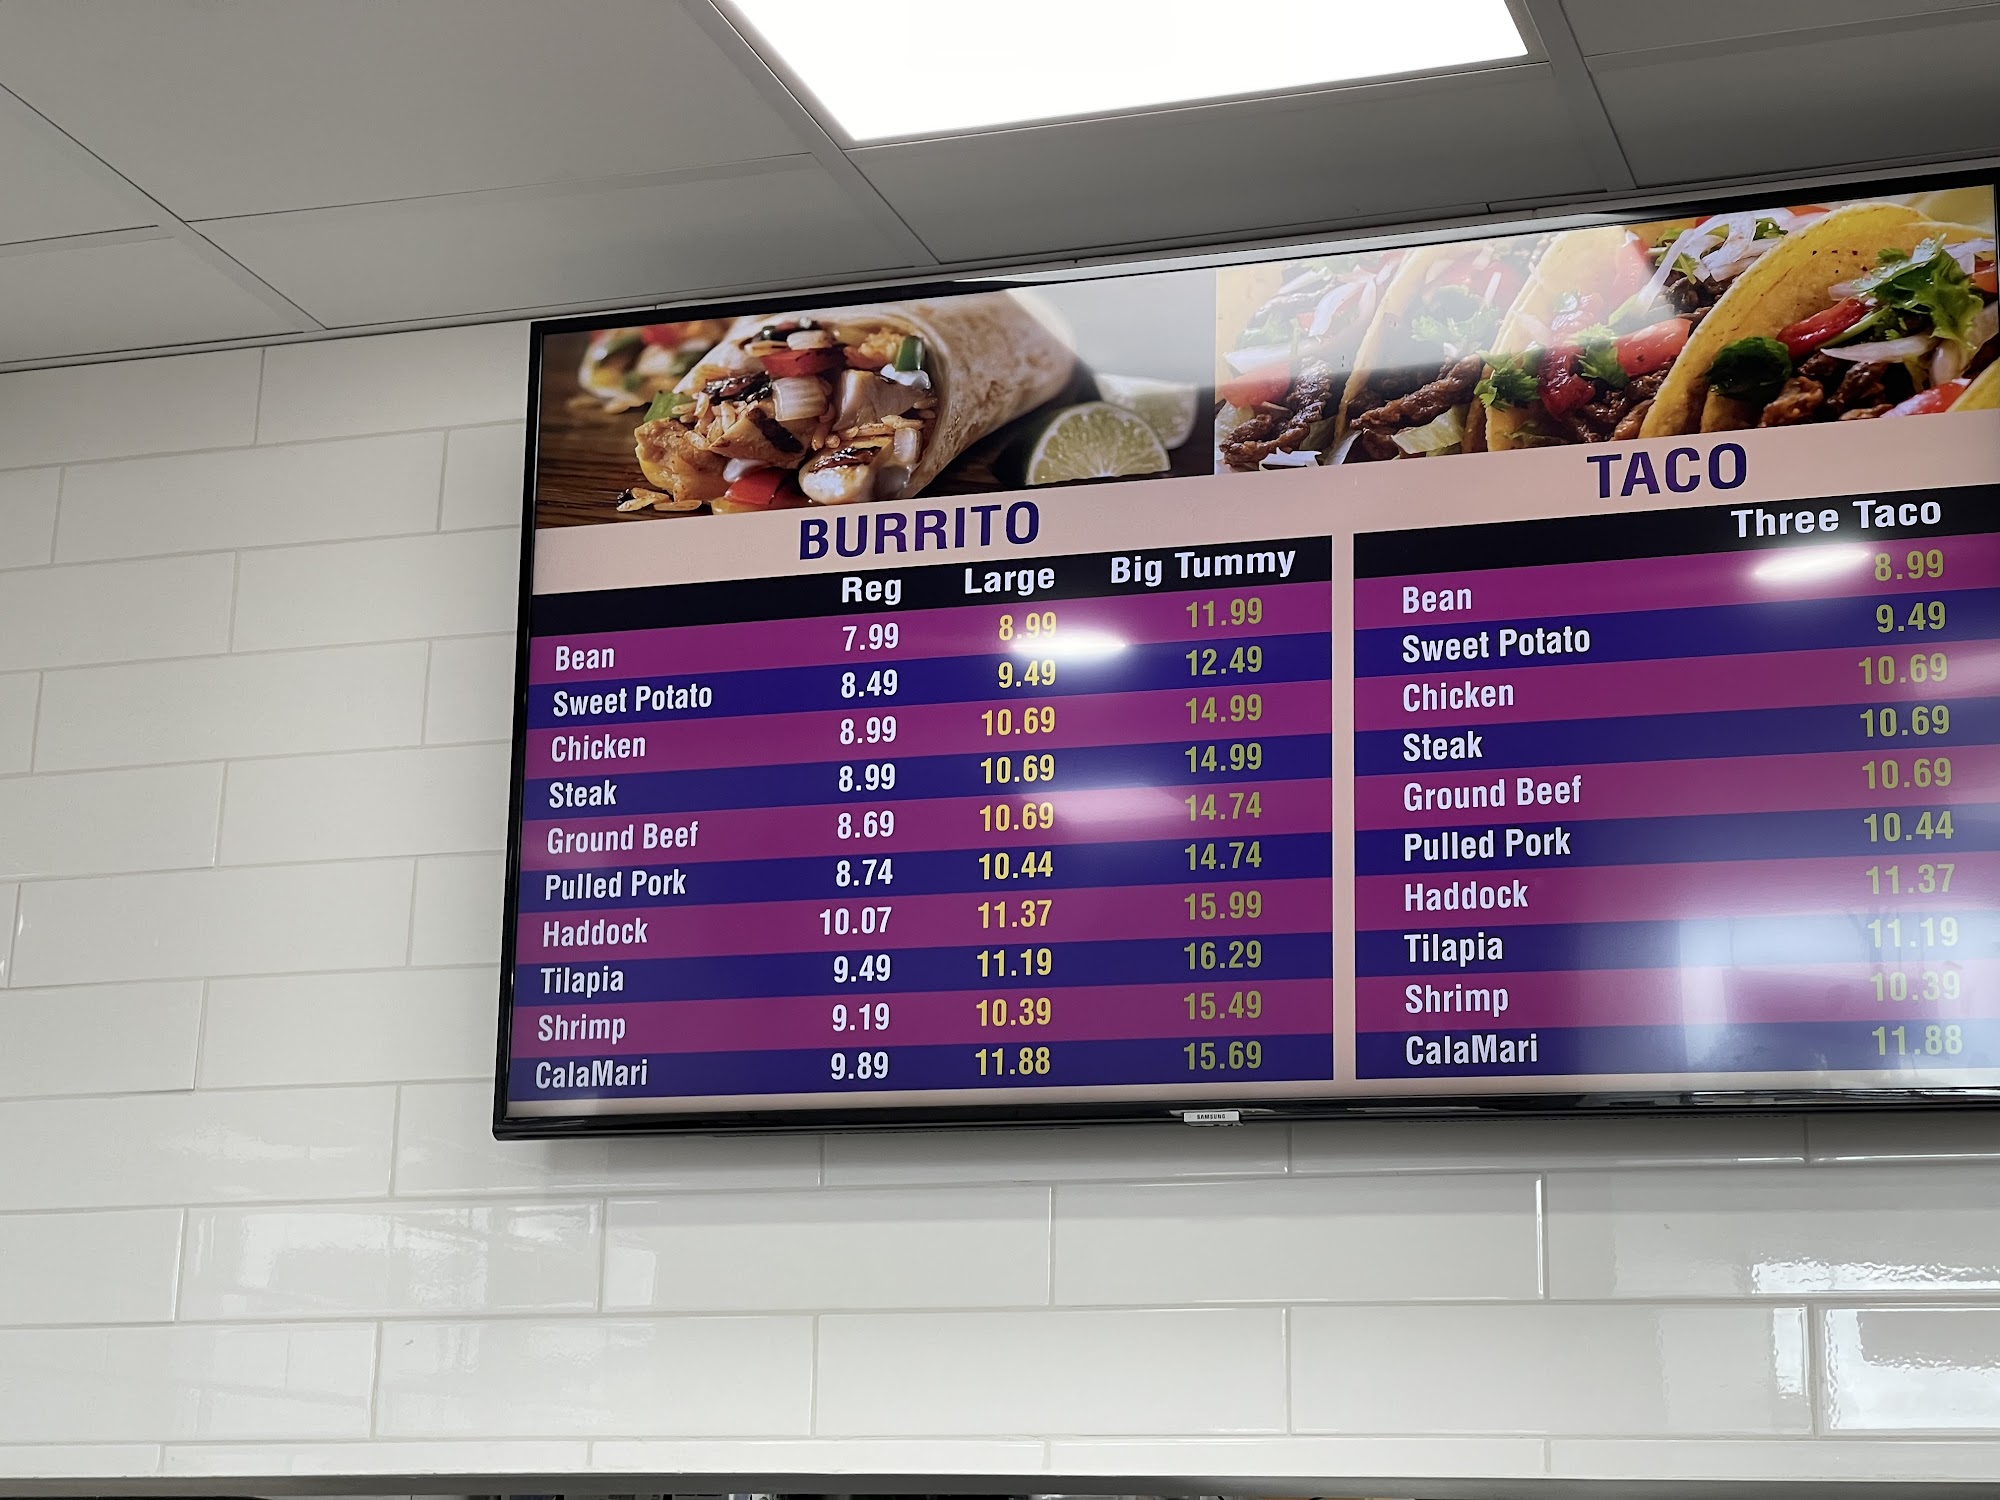 BURRITO
Reg Large Big Tummy
Bean 7.99 8.99 11.99
Sweet Potato 8.49 9.49 12.49
Chicken 8.99 10.69 14.99
Steak 8.99 10.69 14.99
Ground Beef 8.69 10.69 14.74
Pulled Pork 8.74 10.44 14.74
Haddock 10.07 11.37 15.99
Tilapia 9.49 11.19 16.29
Shrimp 9.19 10.39 15.49
CalaMari 9.89 11.88 15.69
TACO
Three Taco
Bean 8.99
Sweet Potato 9.49
Chicken 10.69
Steak 10.69
Ground Beef 10.69
Pulled Pork 10.44
Haddock 11.37
Tilapia 11.19
Shrimp 10.39
CalaMari 11.88
SAMSUNG